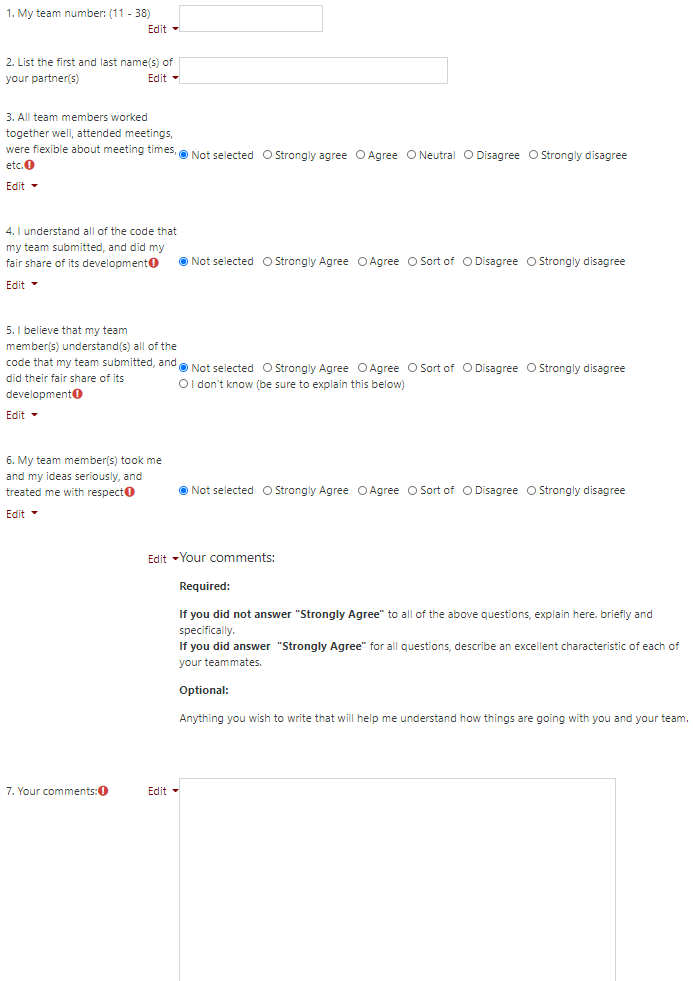 1. My team number: (11 - 38)
Edit
2. List the first and last name(s) of
your partner(s)
Edit
3. All team members worked
together well, attended meetings,
were flexible about meeting times,
etc.
Not selected Strongly agree Agree Neutral Disagree Strongly disagree
Edit
4. I understand all of the code that
my team submitted, and did my
fair share of its development
Not selected Strongly Agree Agree Sort of Disagree Strongly disagree
Edit
5. I believe that my team
member(s) understand(s) all of the
code that my team submitted, and
did their fair share of its
development
Not selected Strongly Agree Agree Sort of Disagree Strongly disagree
I don't know (be sure to explain this below)
Edit
6. My team member(s) took me
and my ideas seriously, and
treated me with respect
Not selected Strongly Agree Agree Sort of Disagree Strongly disagree
Edit
Edit Your comments:
Required:
If you did not answer "Strongly Agree" to all of the above questions, explain here. briefly and
specifically.
If you did answer "Strongly Agree" for all questions, describe an excellent characteristic of each of
your teammates.
Optional:
Anything you wish to write that will help me understand how things are going with you and your team.
7. Your comments:
Edit